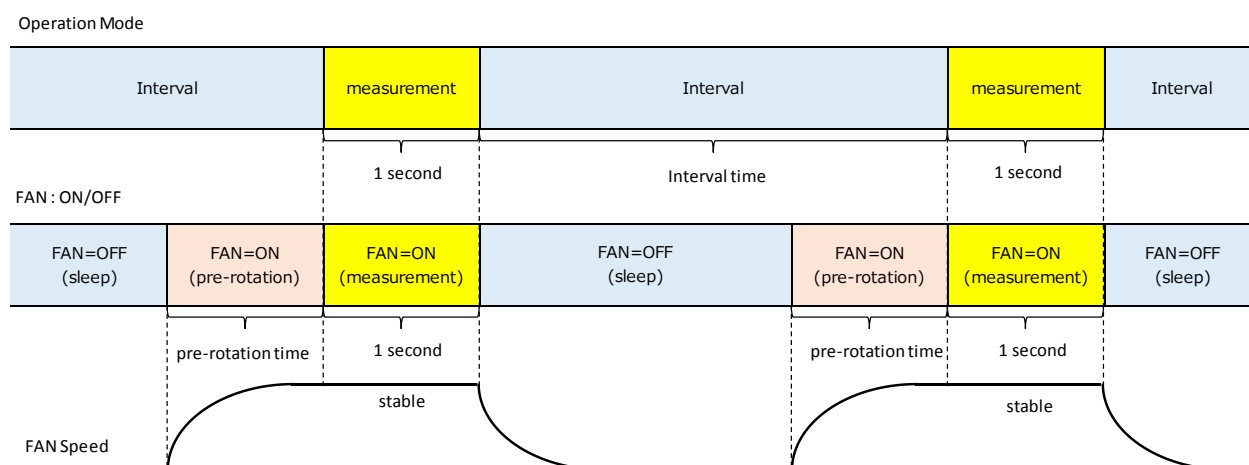 Operation Mode
Interval
measurement
Interval
measurement
Interval
1 second
Interval time
1 second
FAN : ON/OFF
FAN=OFF
(sleep)
FAN=ON
(pre-rotation)
FAN=ON
(measurement)
FAN=OFF
(sleep)
FAN=ON
(pre-rotation)
FAN=ON
(measurement)
FAN=OFF
(sleep)
pre-rotation time
1 second
pre-rotation time
1 second
stable
stable
FAN Speed